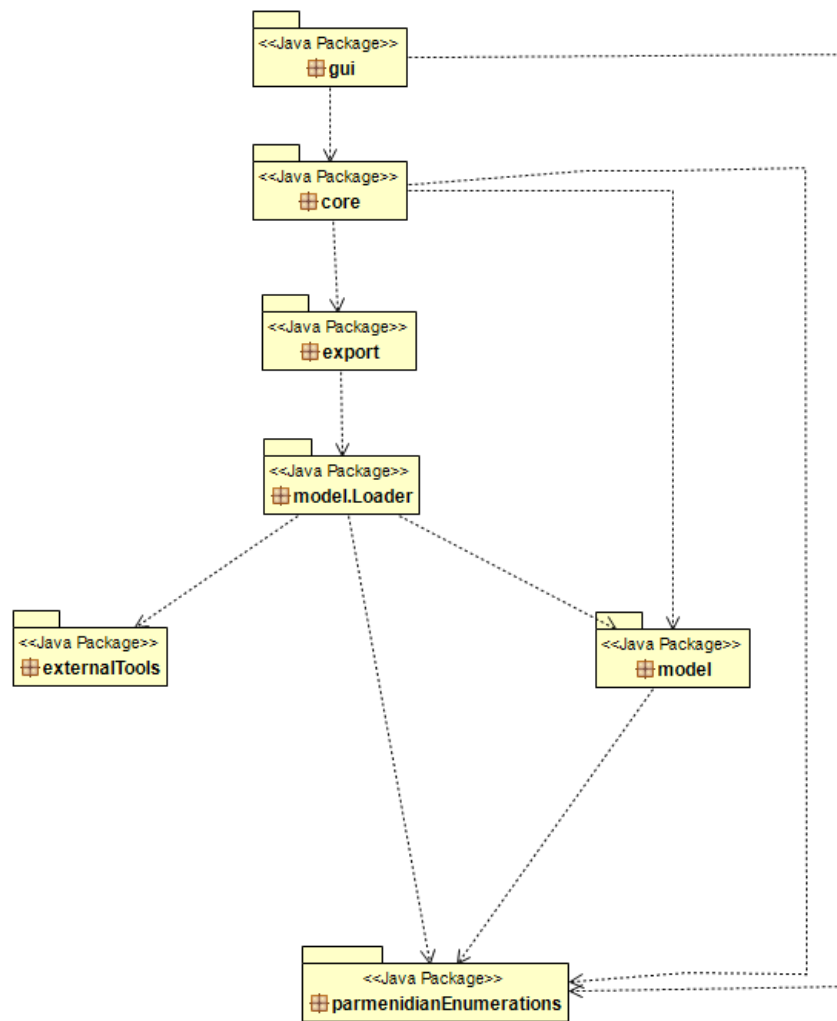 <<Java Package>>
gui
<<Java Package>>
core
<<Java Package>>
export
<<Java Package>>
model.Loader
<<Java Package>>
externalTools
<<Java Package>>
model
<<Java Package>>
parmenidianEnumerations